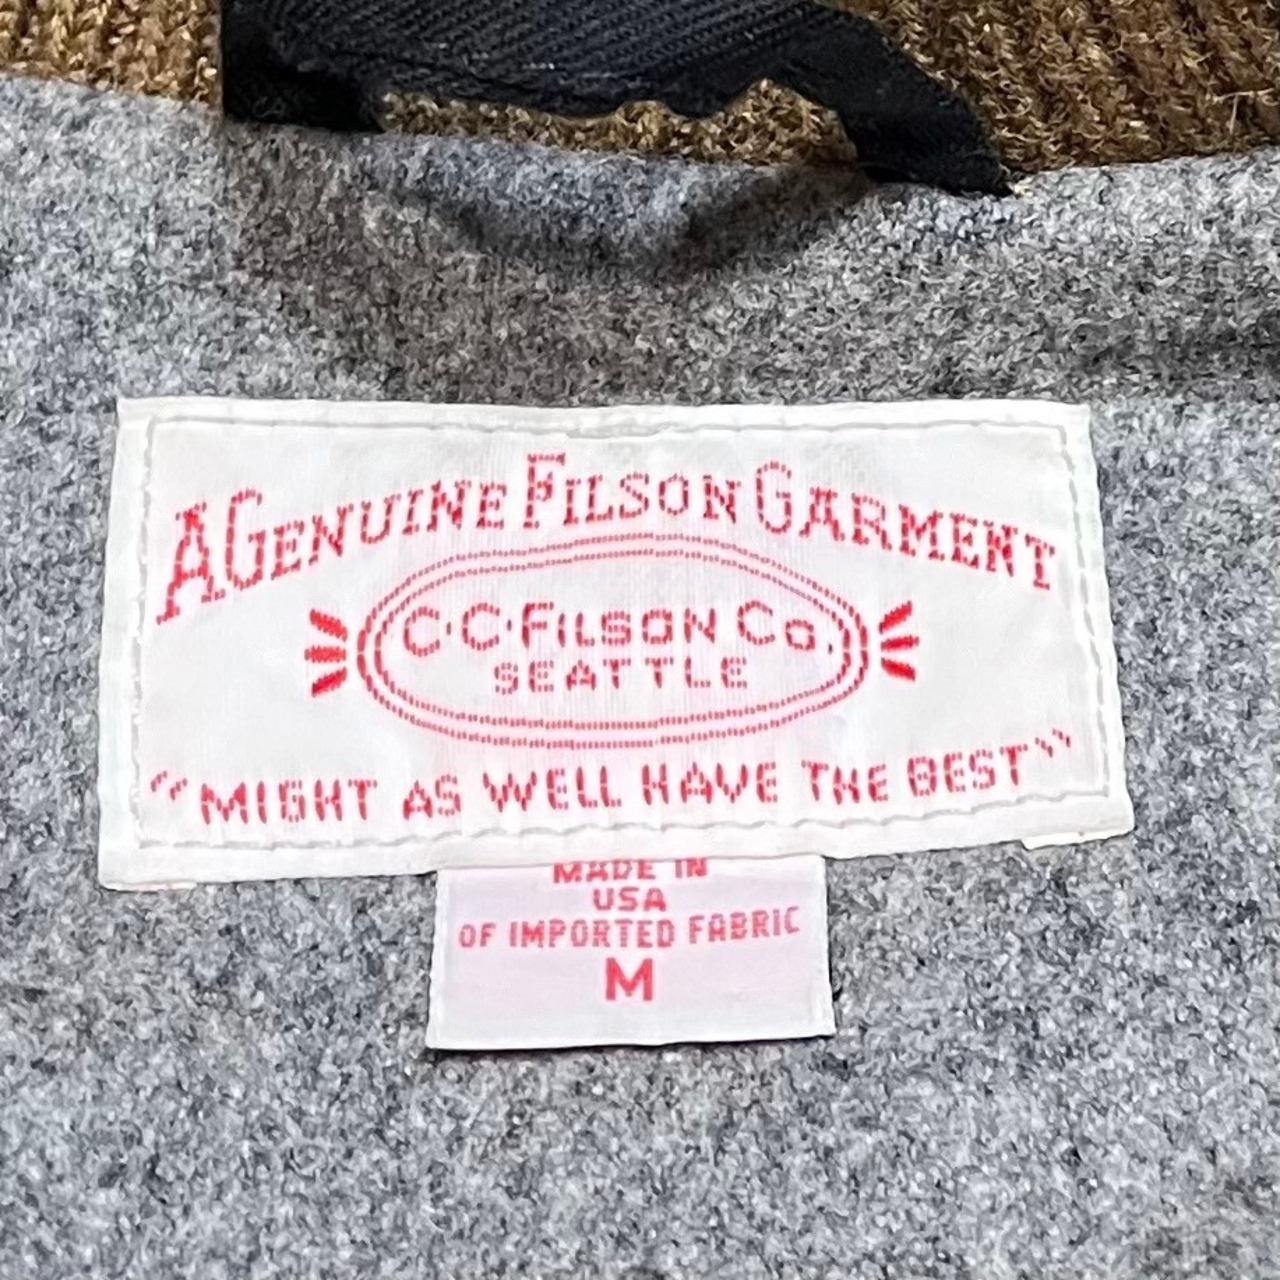 A GENUINE FILSON GARMENT
C·C·FILSON CO.
SEATTLE
"MIGHT AS WELL HAVE THE BEST"
MADE IN
USA
OF IMPORTED FABRIC
M